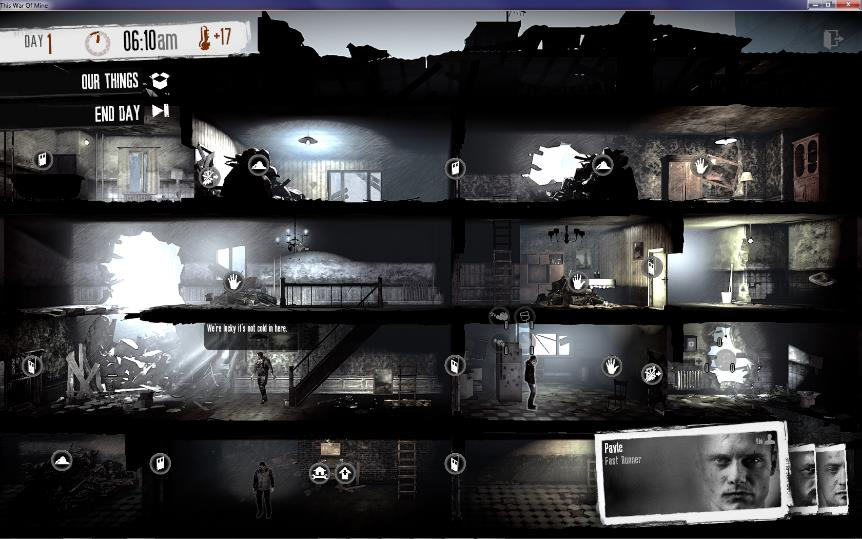 This War Of Mine
DAY 1
06:10am
+17
OUR THINGS
END DAY
We're lucky it's not cold in here.
Pavle
Fast Runner